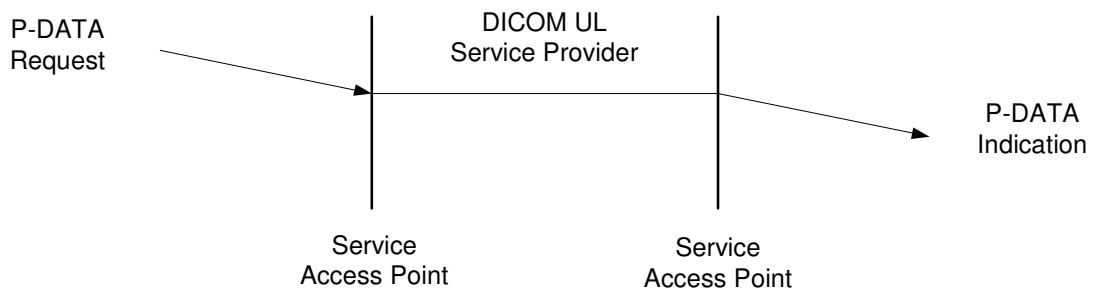 P-DATA
Request
DICOM UL
Service Provider
P-DATA
Indication
Service
Access Point
Service
Access Point